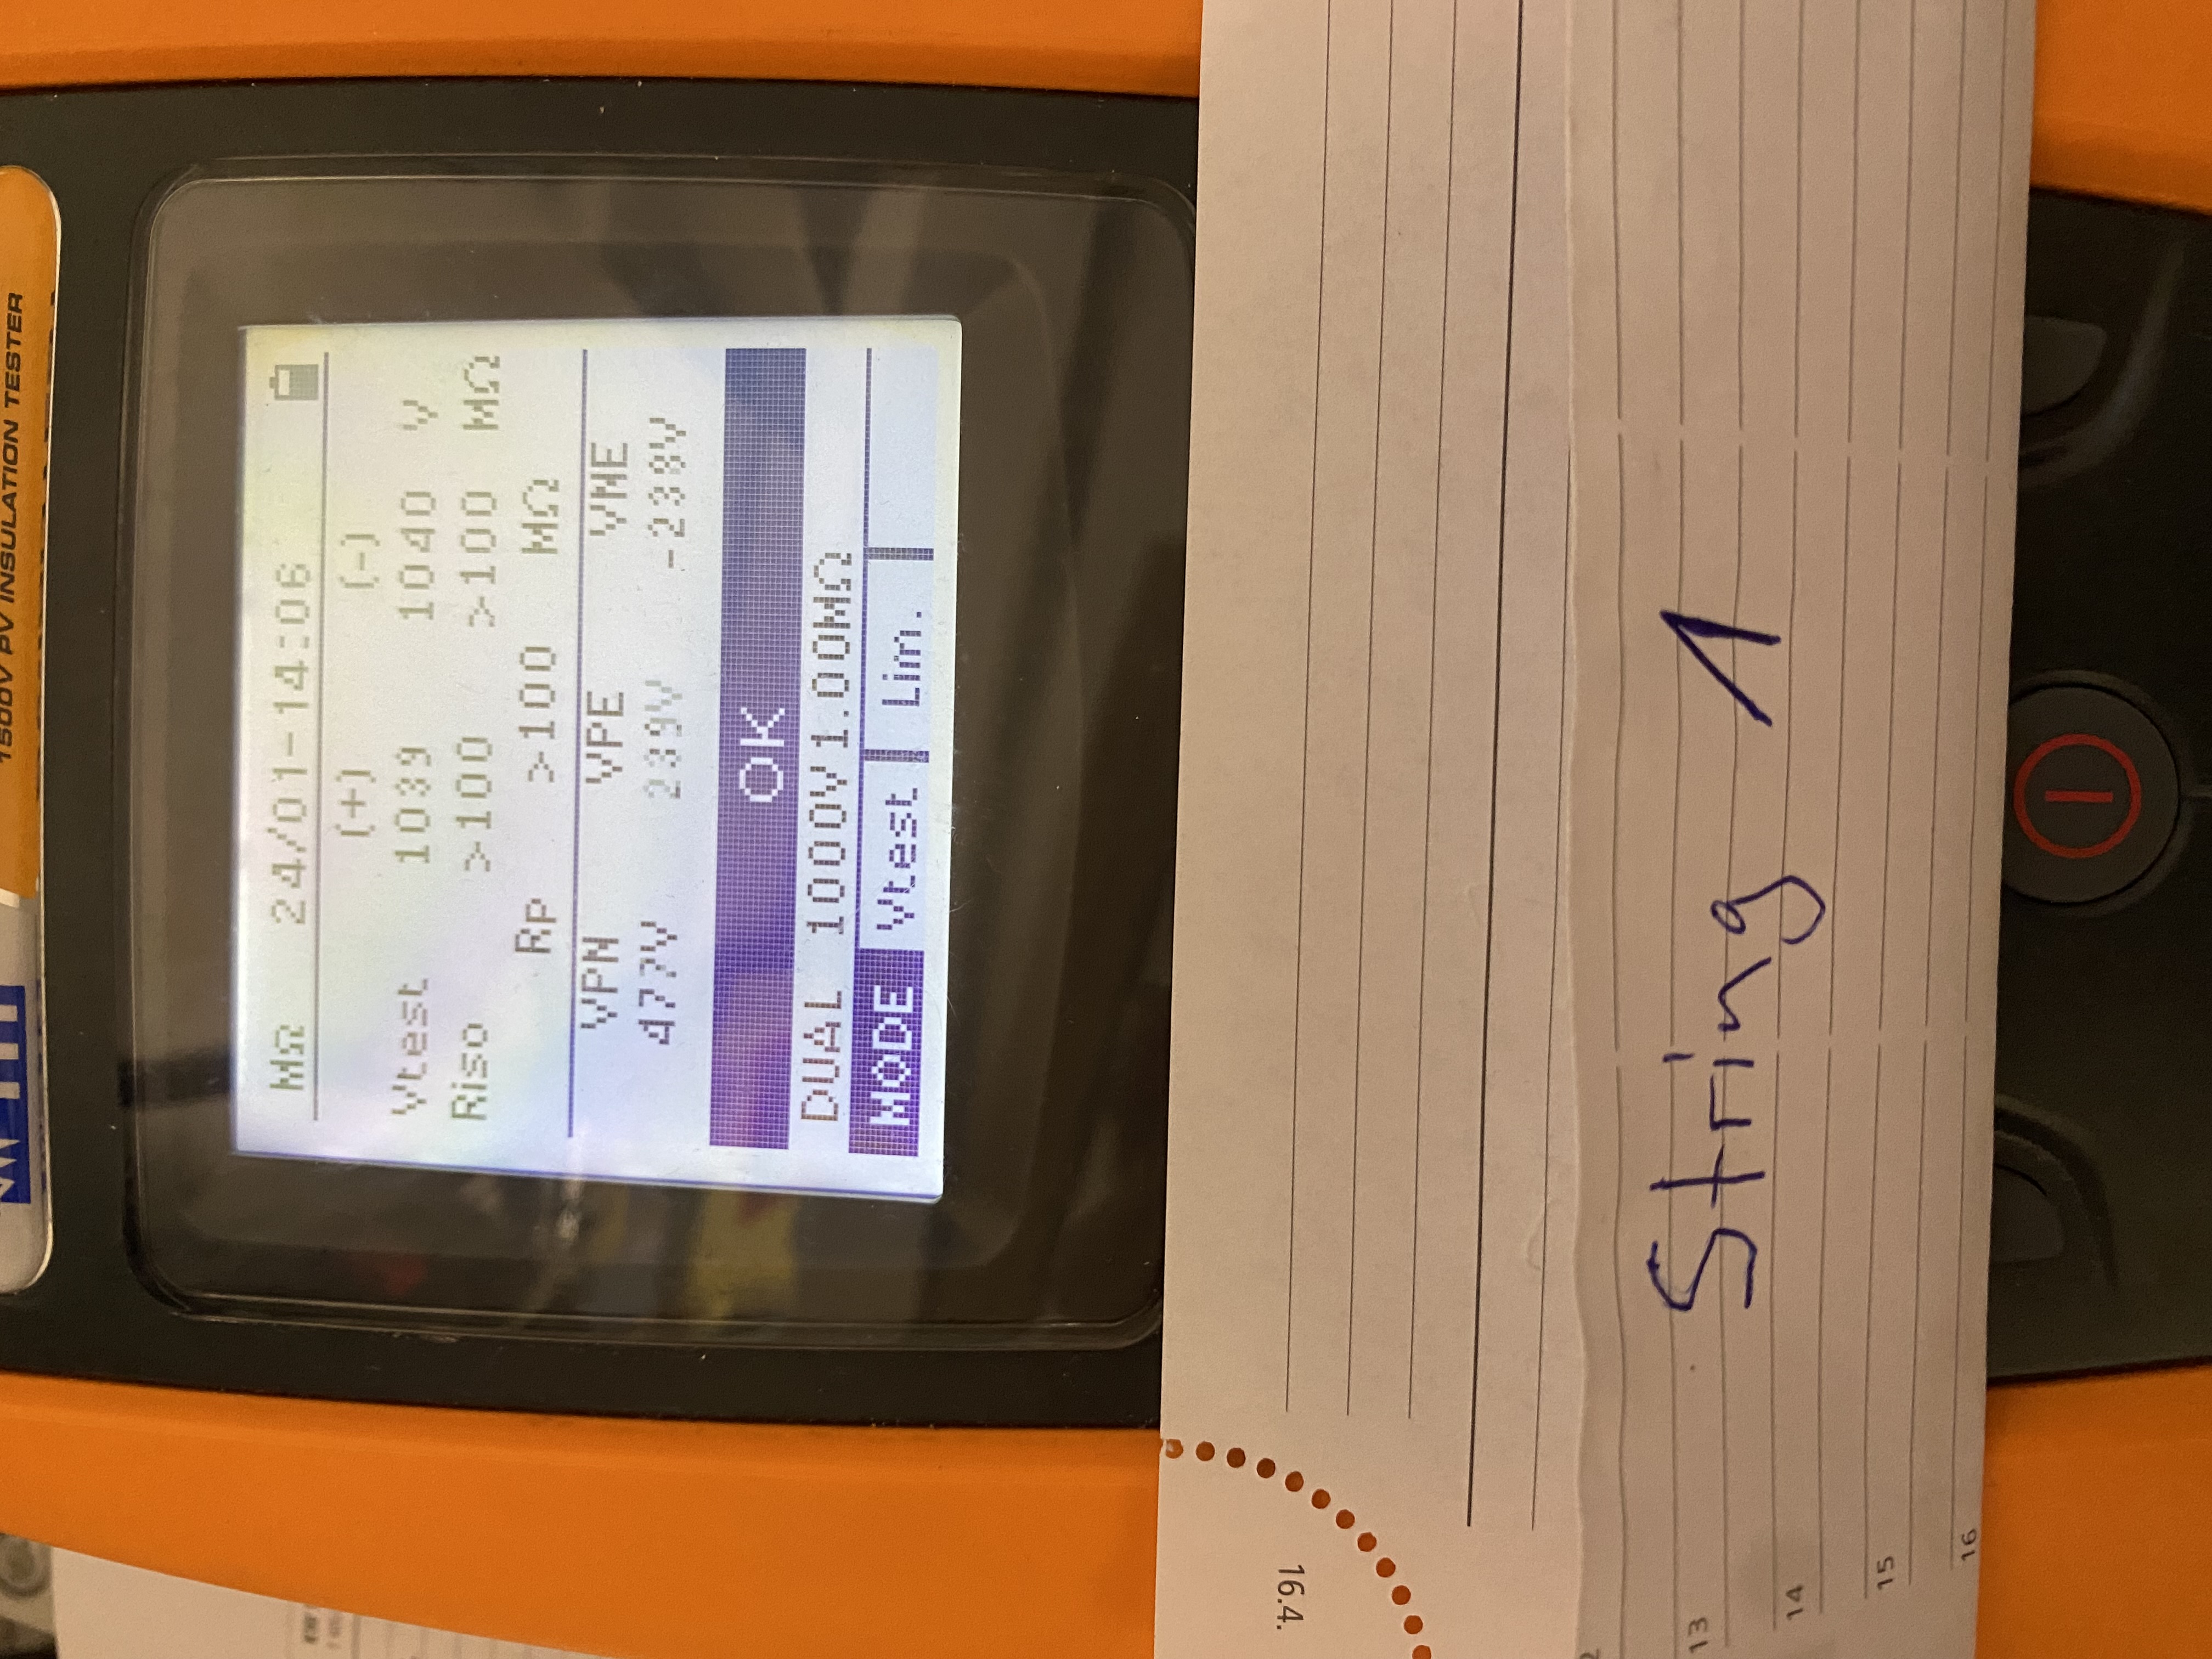 1500V PV INSULATION TESTER
MΩ 24/01-14:06
(+) (-)
Vtest 1039 1040 V
Riso >100 >100 MΩ
Rp >100 MΩ
VPN VPE VNE
477V 239V -238V
OK
DUAL 1000V 1.00MΩ
MODE Vtest Lim.
16.4.
String 1
13
14
15
16